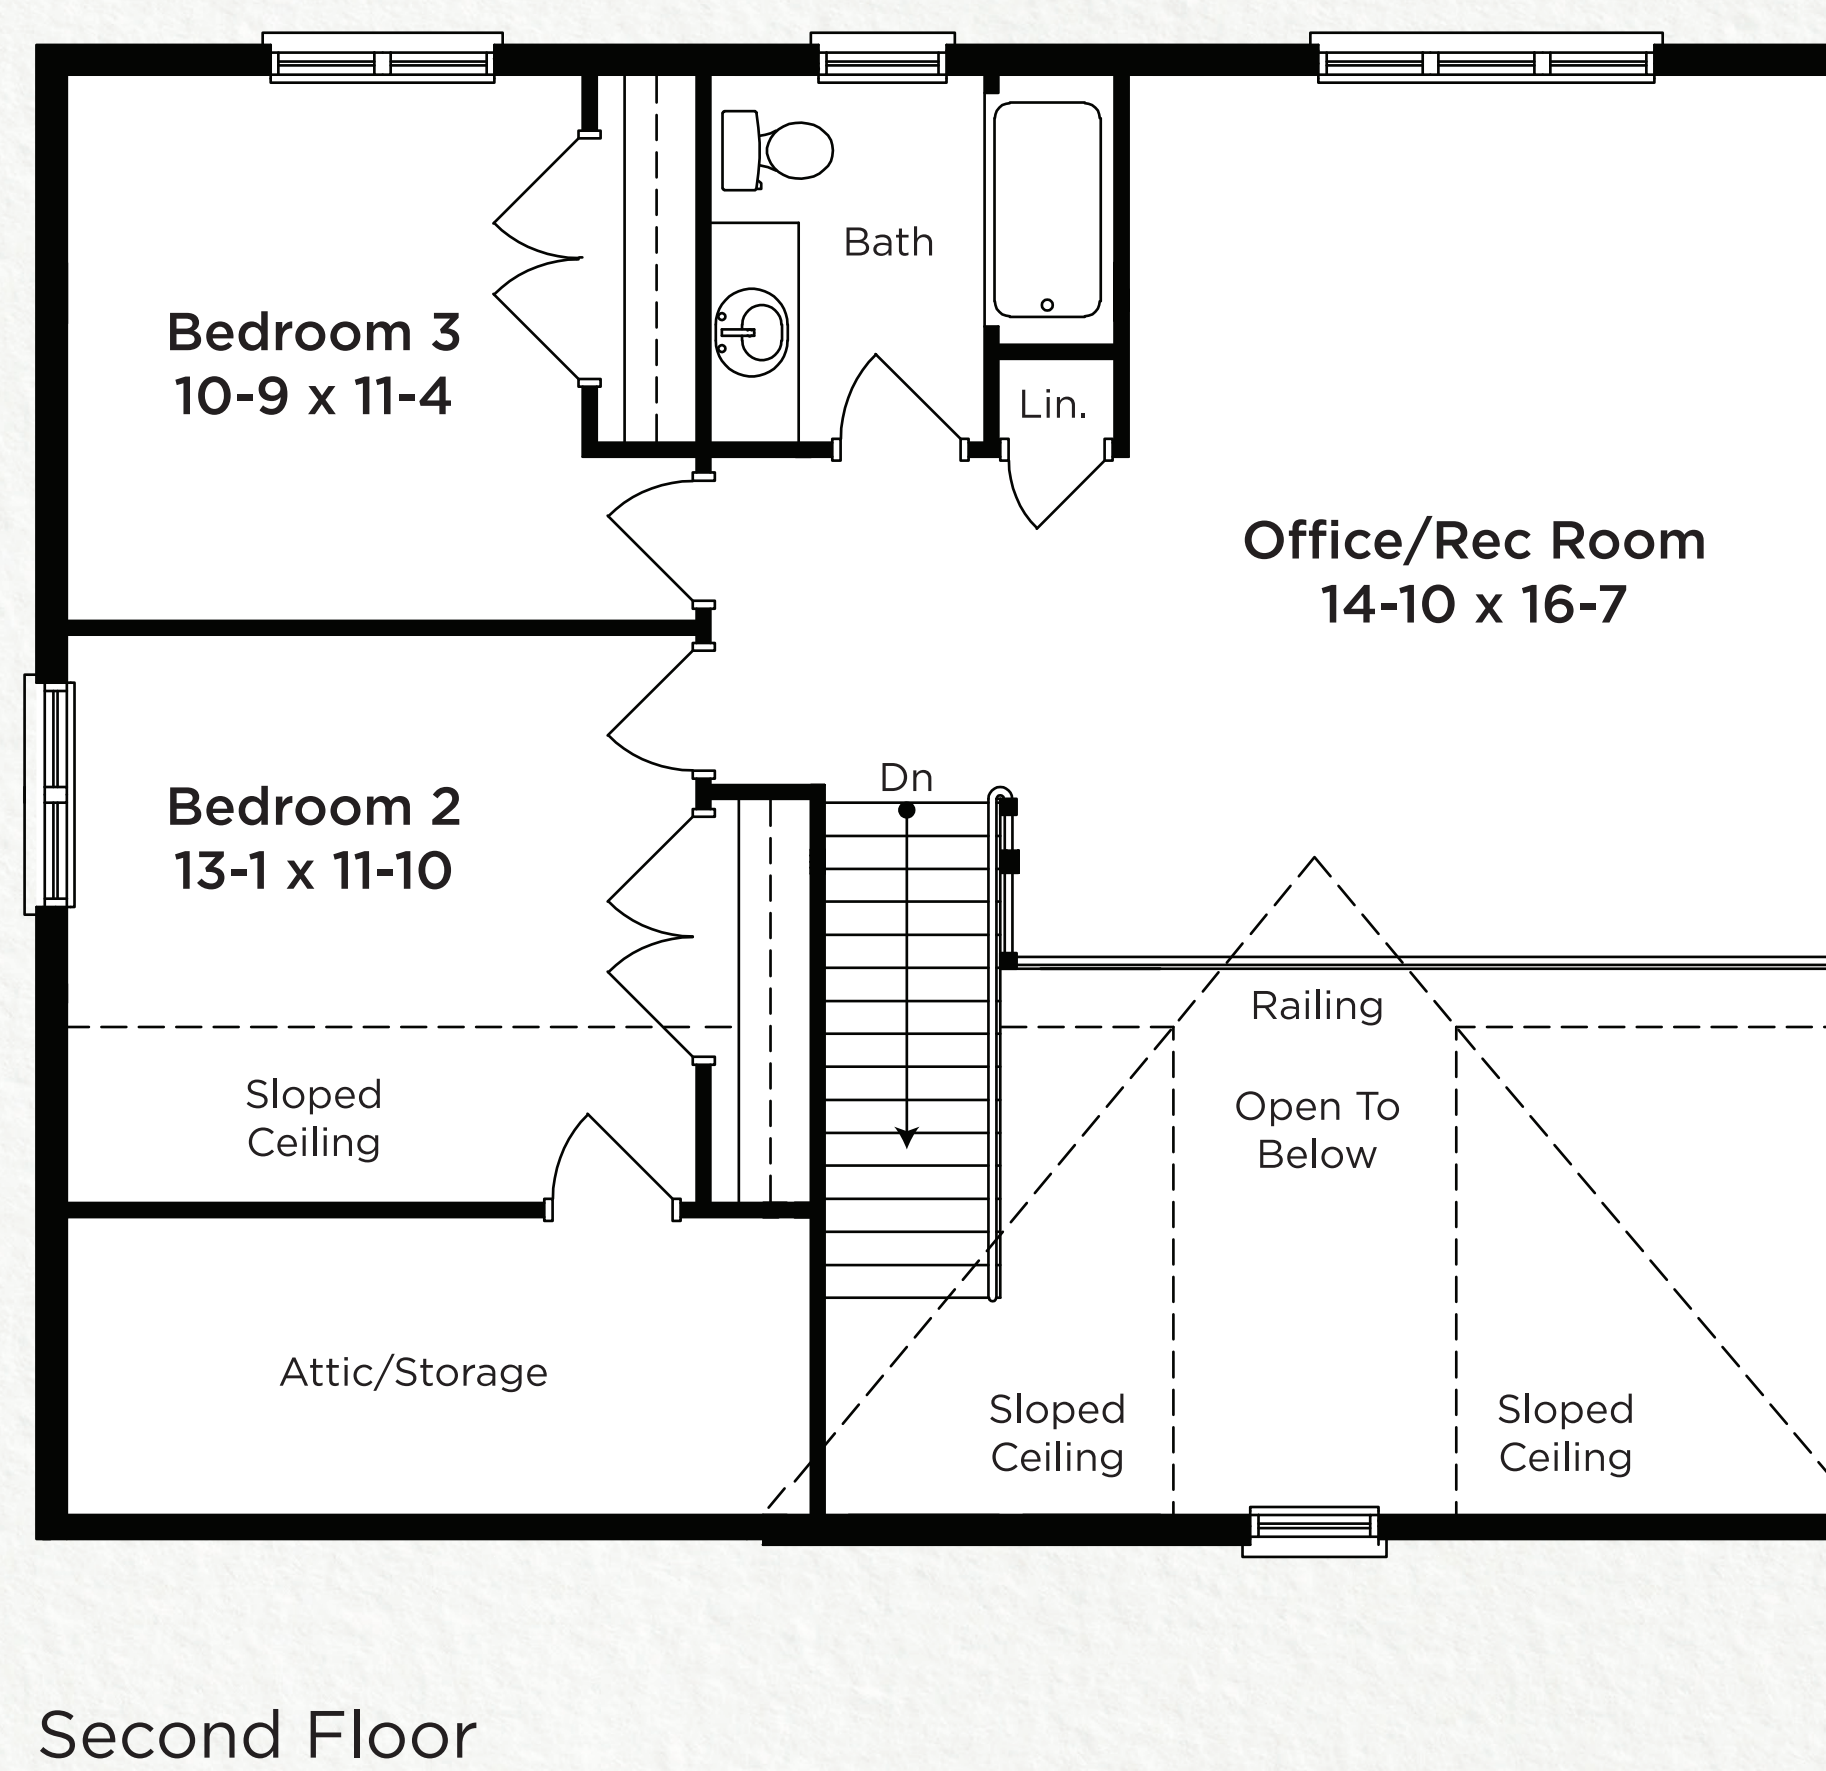 Bath
Bedroom 3
10-9 x 11-4
Lin.
Office/Rec Room
14-10 x 16-7
Dn
Bedroom 2
13-1 x 11-10
Railing
Sloped
Ceiling
Open To
Below
Attic/Storage
Sloped
Ceiling
Sloped
Ceiling
Second Floor